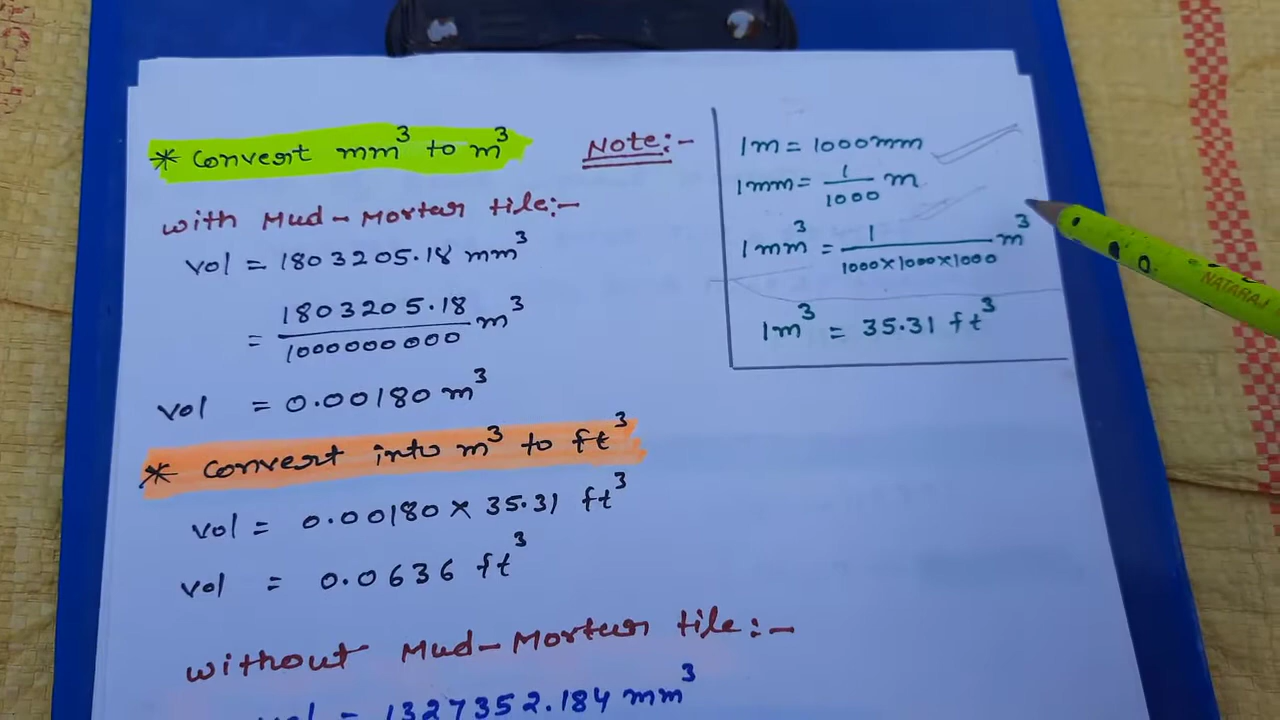 * Convert mm³ to m³
Note:-
1m = 1000mm
1mm = 1/1000 m
1mm³ = 1/1000×1000×1000 m³
1m³ = 35.31 ft³
with Mud-Mortar tile:-
vol = 1803205.18 mm³
= 1803205.18/1000000000 m³
vol = 0.00180 m³
* Convert into m³ to ft³
vol = 0.00180 × 35.31 ft³
vol = 0.0636 ft³
without Mud-Mortar tile:-
vol = 1327352.184 mm³
NATARAJ